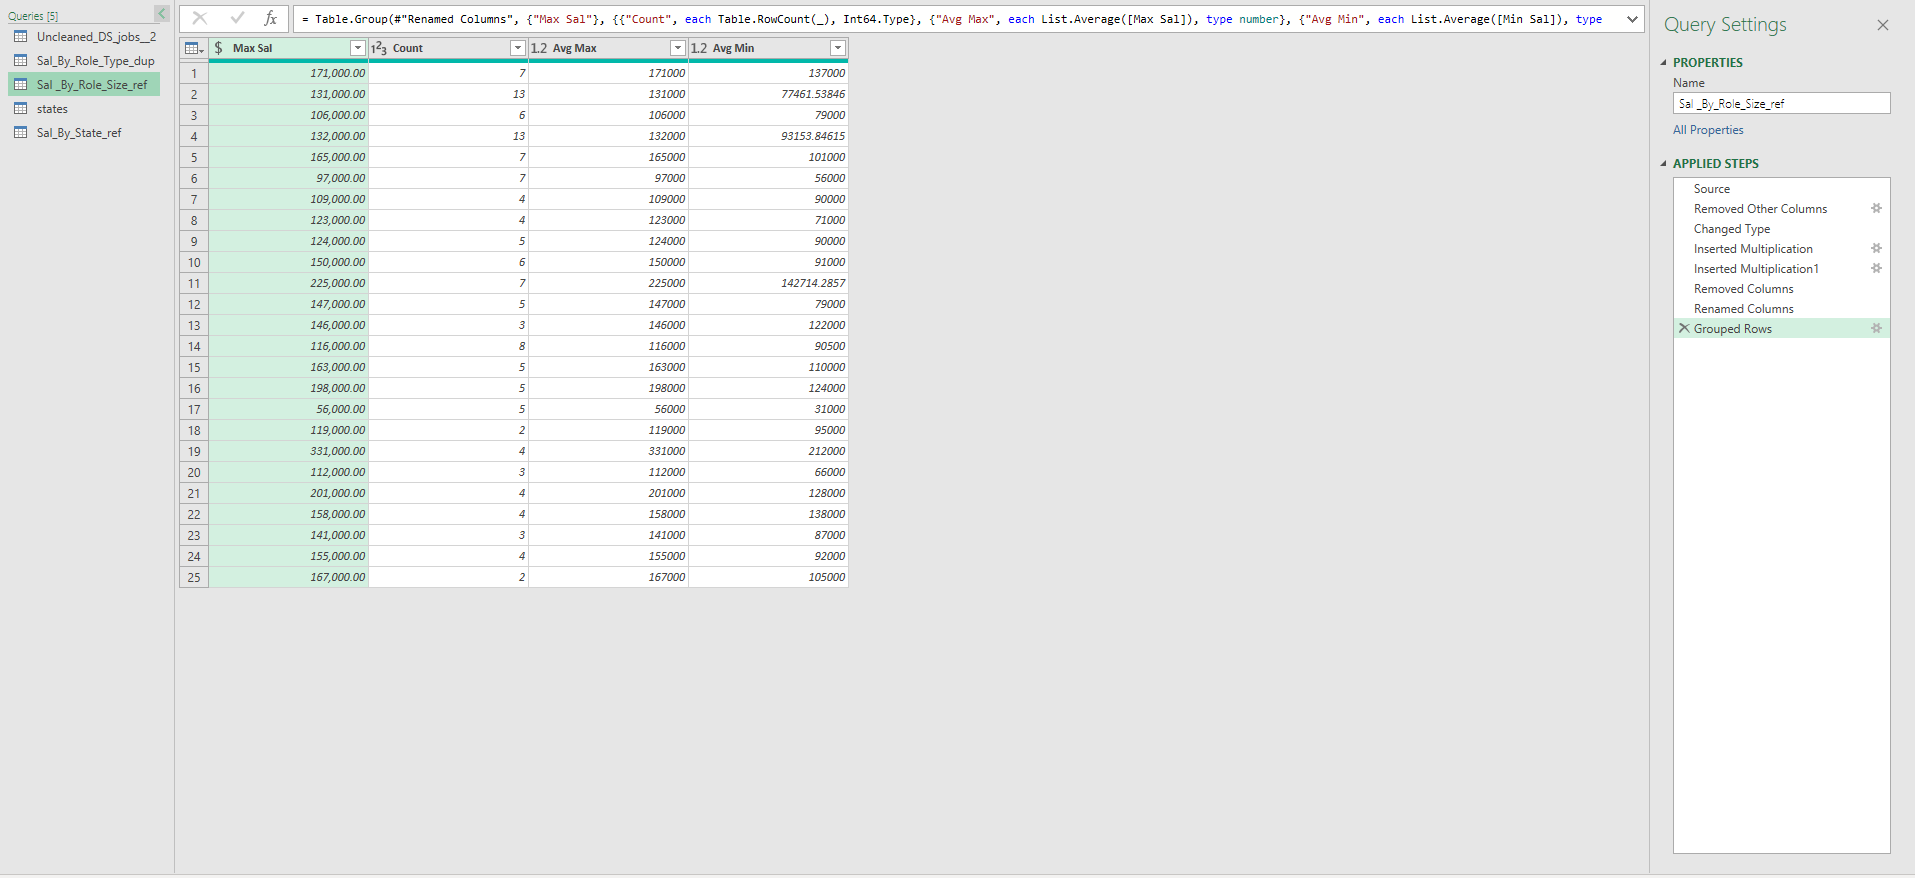 Queries [5]
Uncleaned_DS_jobs__2
Sal_By_Role_Type_dup
Sal _By_Role_Size_ref
states
Sal_By_State_ref
fx
= Table.Group(#"Renamed Columns", {"Max Sal"}, {{"Count", each Table.RowCount(_), Int64.Type}, {"Avg Max", each List.Average([Max Sal]), type number}, {"Avg Min", each List.Average([Min Sal]), type
$ Max Sal 123 Count 1.2 Avg Max 1.2 Avg Min
1 171,000.00 7 171000 137000
2 131,000.00 13 131000 77461.53846
3 106,000.00 6 106000 79000
4 132,000.00 13 132000 93153.84615
5 165,000.00 7 165000 101000
6 97,000.00 7 97000 56000
7 109,000.00 4 109000 90000
8 123,000.00 4 123000 71000
9 124,000.00 5 124000 90000
10 150,000.00 6 150000 91000
11 225,000.00 7 225000 142714.2857
12 147,000.00 5 147000 79000
13 146,000.00 3 146000 122000
14 116,000.00 8 116000 90500
15 163,000.00 5 163000 110000
16 198,000.00 5 198000 124000
17 56,000.00 5 56000 31000
18 119,000.00 2 119000 95000
19 331,000.00 4 331000 212000
20 112,000.00 3 112000 66000
21 201,000.00 4 201000 128000
22 158,000.00 4 158000 138000
23 141,000.00 3 141000 87000
24 155,000.00 4 155000 92000
25 167,000.00 2 167000 105000
Query Settings
PROPERTIES
Name
Sal _By_Role_Size_ref
All Properties
APPLIED STEPS
Source
Removed Other Columns
Changed Type
Inserted Multiplication
Inserted Multiplication1
Removed Columns
Renamed Columns
Grouped Rows